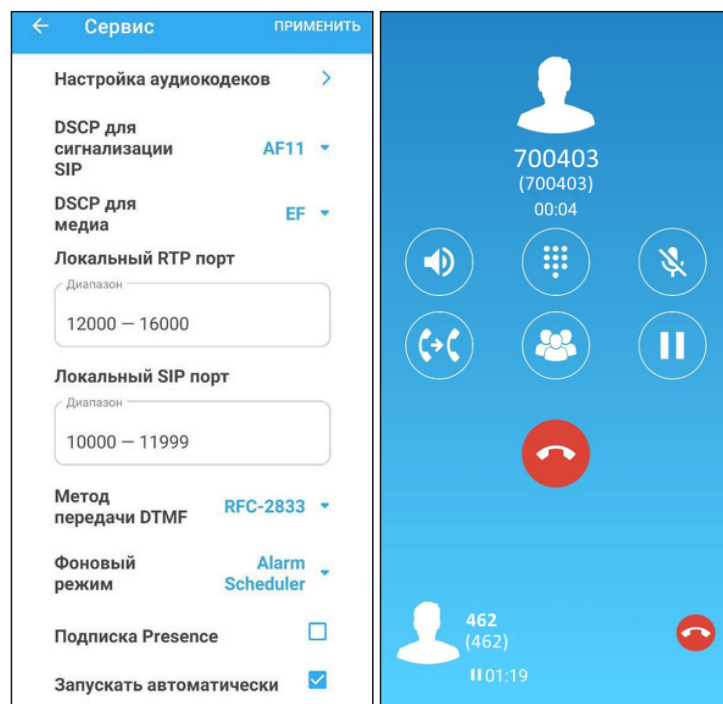 Сервис
ПРИМЕНИТЬ
Настройка аудиокодеков
DSCP для
сигнализации
SIP
AF11
DSCP для
медиа
EF
Локальный RTP порт
Диапазон
12000 — 16000
Локальный SIP порт
Диапазон
10000 — 11999
Метод
передачи DTMF
RFC-2833
Фоновый
режим
Alarm
Scheduler
Подписка Presence
Запускать автоматически
700403
(700403)
00:04
462
(462)
01:19